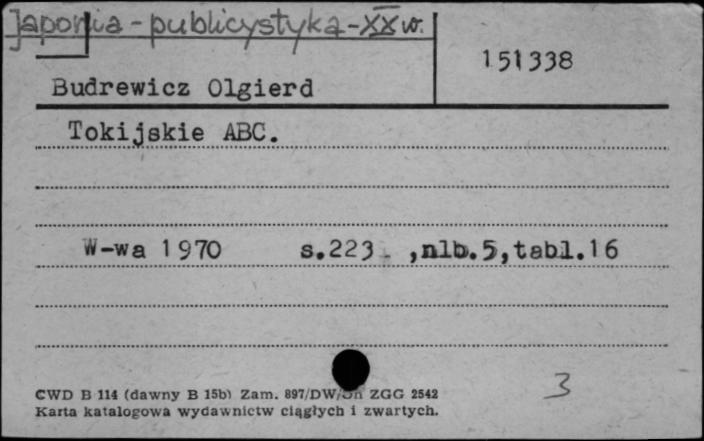 Japonia - publicystyka - XX w.
151338
Budrewicz Olgierd
Tokijskie ABC.
W-wa 1970 s.223 ,nlb.5,tabl.16
3
CWD B 114 (dawny B 15b) Zam. 897/DW/ ZGG 2542
Karta katalogowa wydawnictw ciągłych i zwartych.